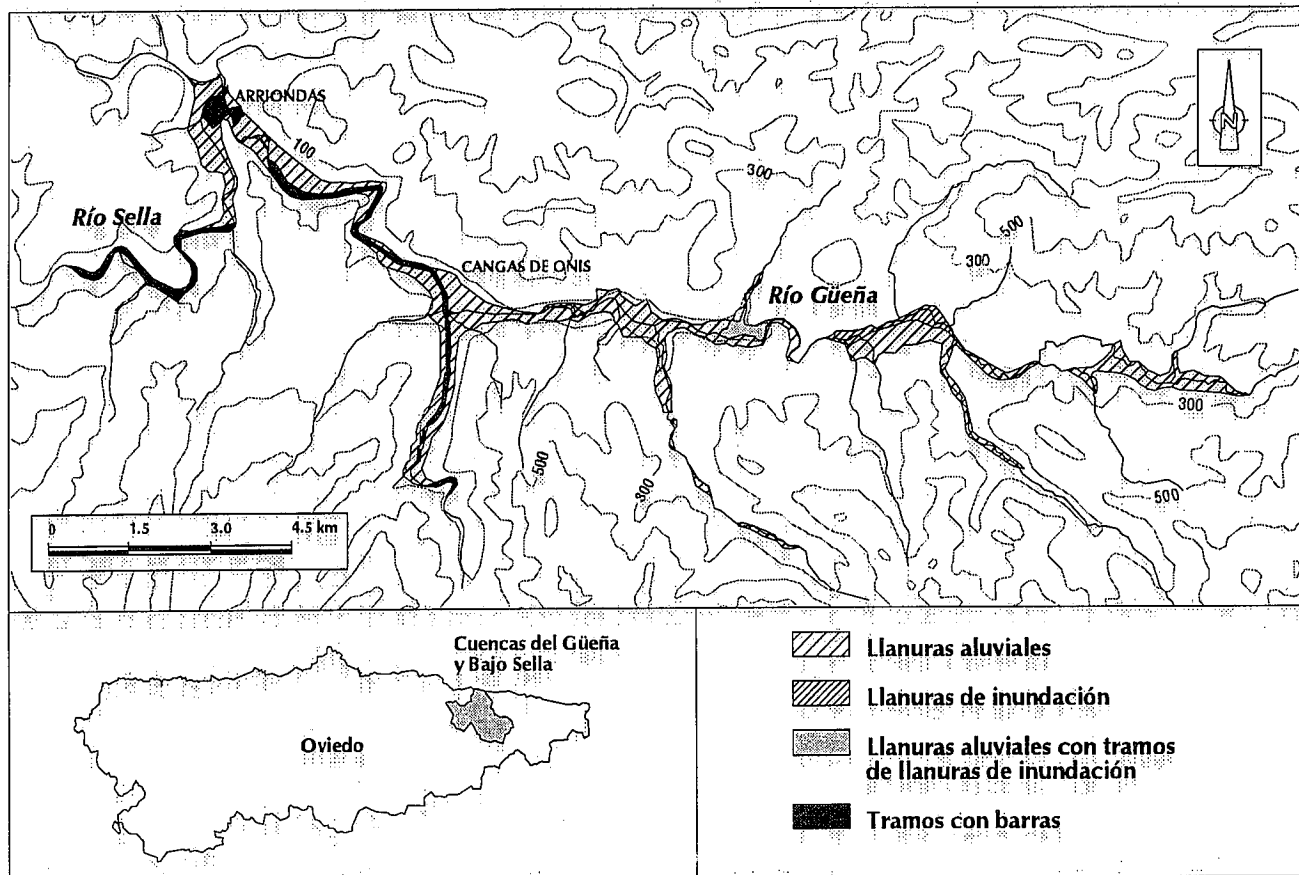 ARRIONDAS
100
Río Sella
CANGAS DE ONIS
300
Río Güeña
500
300
300
500
500
300
0 1.5 3.0 4.5 km
N
Cuencas del Güeña
y Bajo Sella
Oviedo
Llanuras aluviales
Llanuras de inundación
Llanuras aluviales con tramos
de llanuras de inundación
Tramos con barras